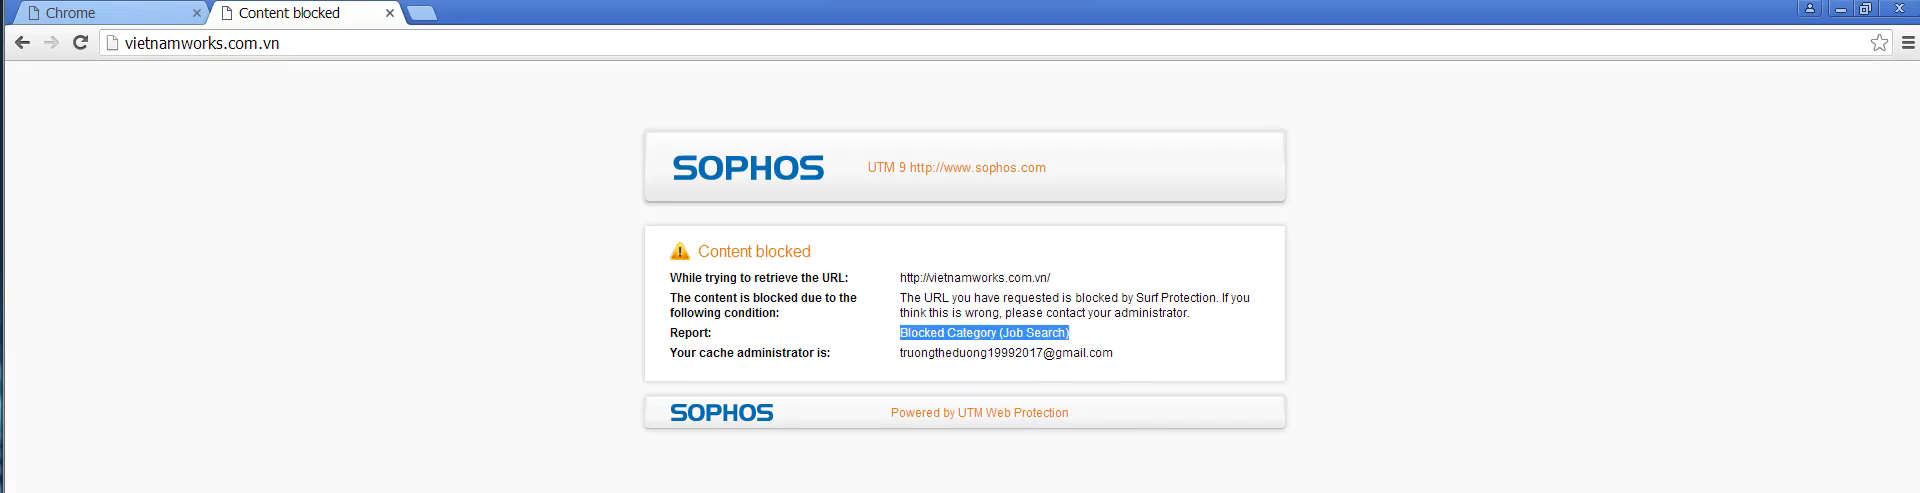 Chrome
Content blocked
vietnamworks.com.vn
SOPHOS
UTM 9 http://www.sophos.com
Content blocked
While trying to retrieve the URL:
http://vietnamworks.com.vn/
The content is blocked due to the
following condition:
The URL you have requested is blocked by Surf Protection. If you
think this is wrong, please contact your administrator.
Report:
Blocked Category (Job Search)
Your cache administrator is:
truongtheduong19992017@gmail.com
SOPHOS
Powered by UTM Web Protection